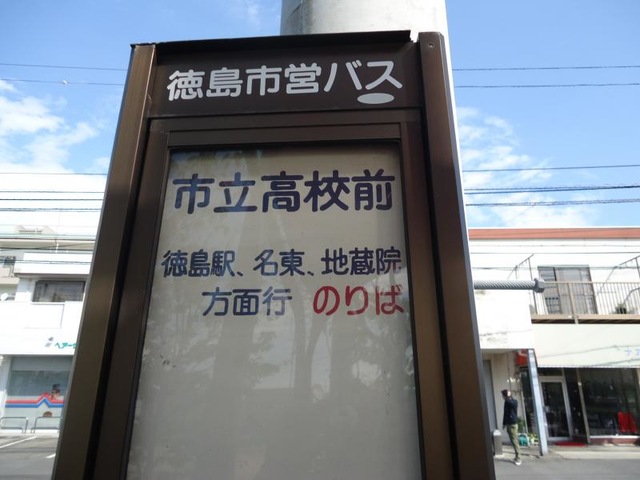 徳島市営バス
市立高校前
徳島駅、名東、地蔵院
方面行 のりば